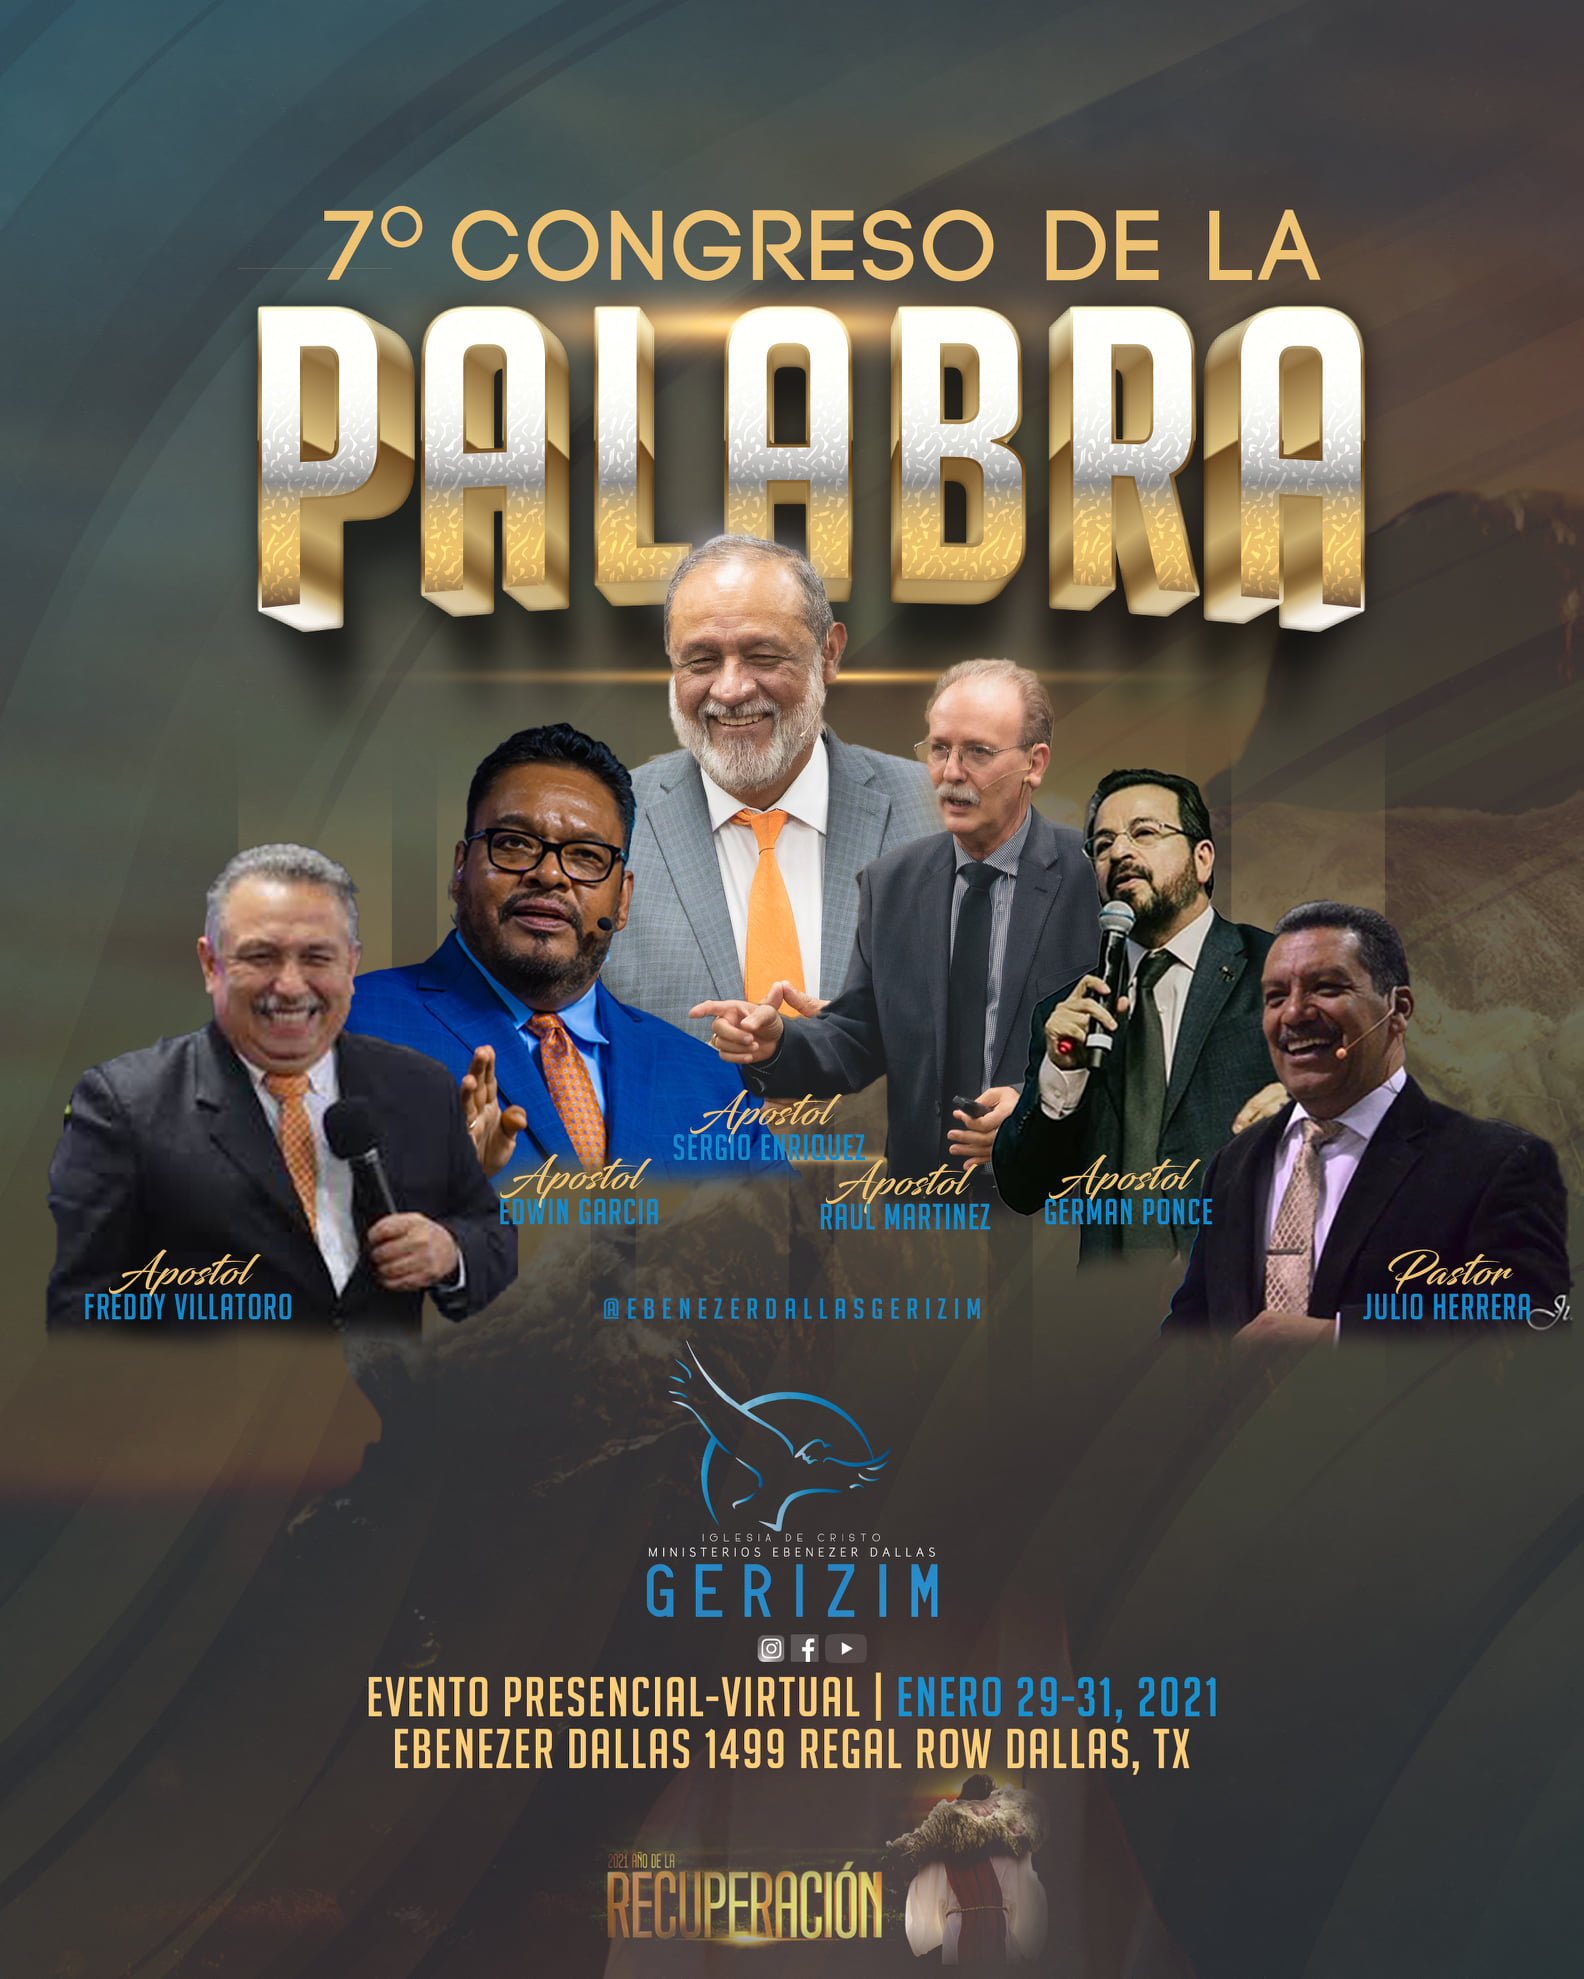 7º CONGRESO DE LA
PALABRA
Apostol
SERGIO ENRIQUEZ
Apostol
EDWIN GARCIA
Apostol
RAUL MARTINEZ
Apostol
GERMAN PONCE
Apostol
FREDDY VILLATORO
Pastor
JULIO HERRERA
Ju
@EBENEZERDALLASGERIZIM
IGLESIA DE CRISTO
MINISTERIOS EBENEZER DALLAS
GERIZIM
EVENTO PRESENCIAL-VIRTUAL | ENERO 29-31, 2021
EBENEZER DALLAS 1499 REGAL ROW DALLAS, TX
2021 AÑO DE LA
RECUPERACIÓN